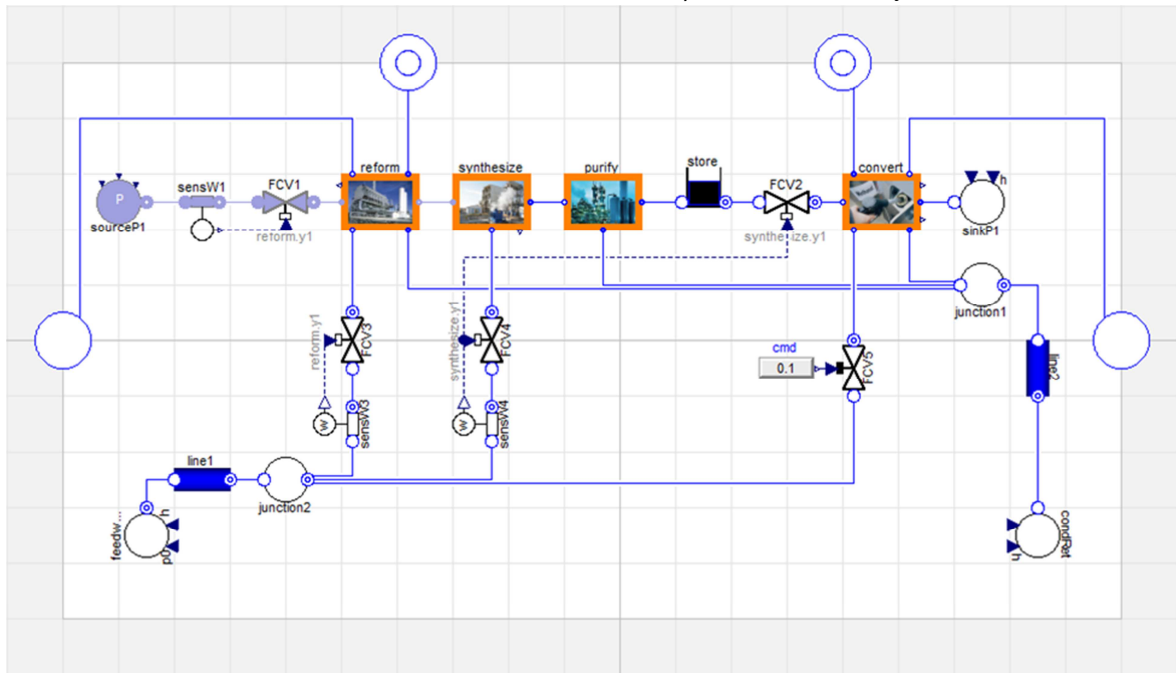 reform
synthesize
purify
store
convert
sensW1
FCV1
FCV2
P
h
sourceP1
reform.y1
synthesize.y1
sinkP1
junction1
reform.y1
FCV3
synthesize.y1
FCV4
cmd
0.1
FCV5
line2
W
sensW3
W
sensW4
line1
junction2
feedw...
h
p0
condRet
h